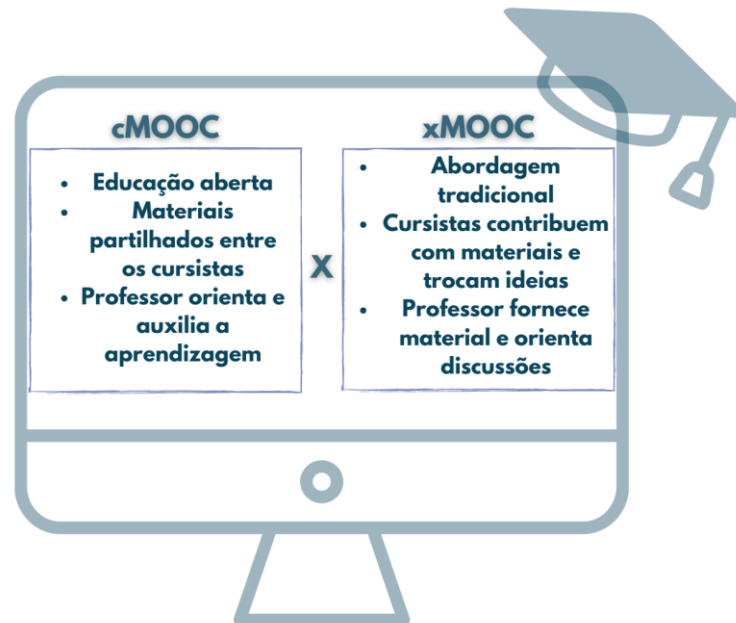 cMOOC
• Educação aberta
• Materiais
partilhados entre
os cursistas
• Professor orienta e
auxilia a
aprendizagem
X
xMOOC
• Abordagem
tradicional
• Cursistas contribuem
com materiais e
trocam ideias
• Professor fornece
material e orienta
discussões